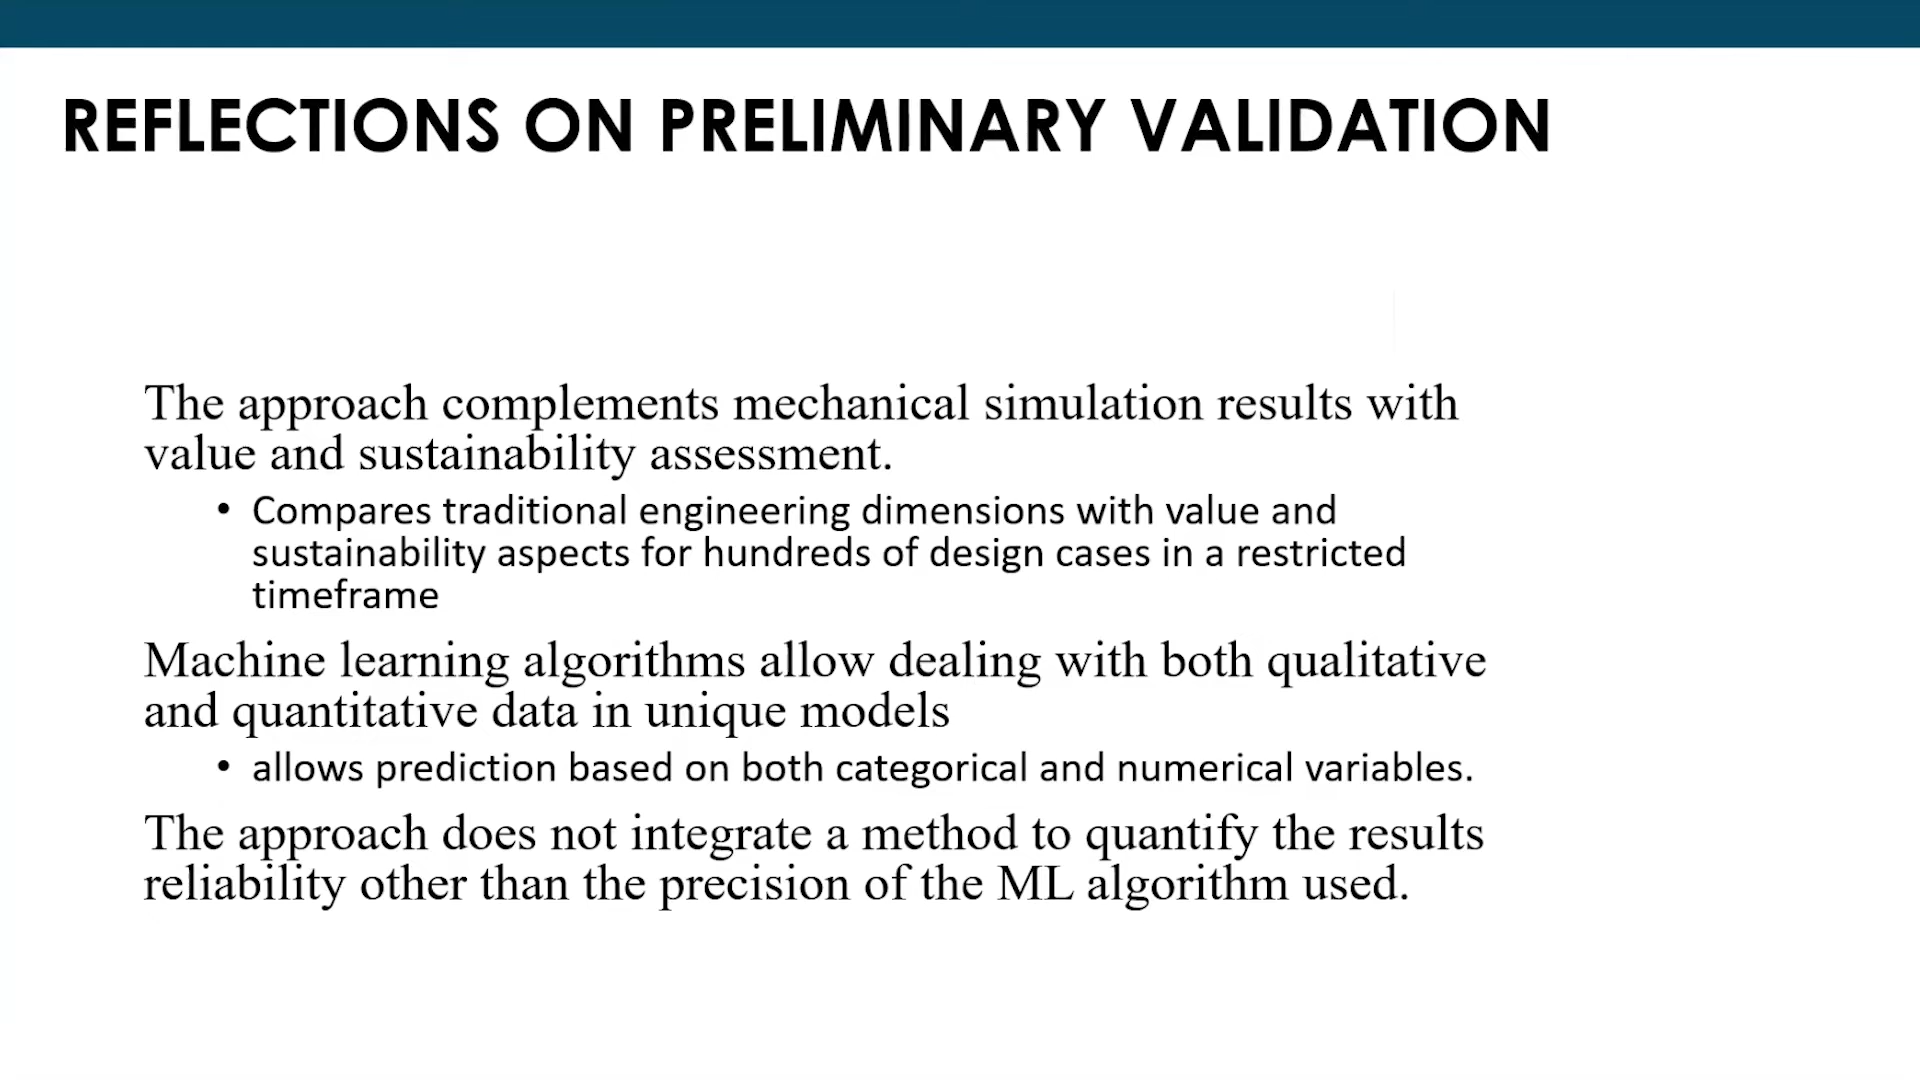 REFLECTIONS ON PRELIMINARY VALIDATION
The approach complements mechanical simulation results with
value and sustainability assessment.
• Compares traditional engineering dimensions with value and
sustainability aspects for hundreds of design cases in a restricted
timeframe
Machine learning algorithms allow dealing with both qualitative
and quantitative data in unique models
• allows prediction based on both categorical and numerical variables.
The approach does not integrate a method to quantify the results
reliability other than the precision of the ML algorithm used.